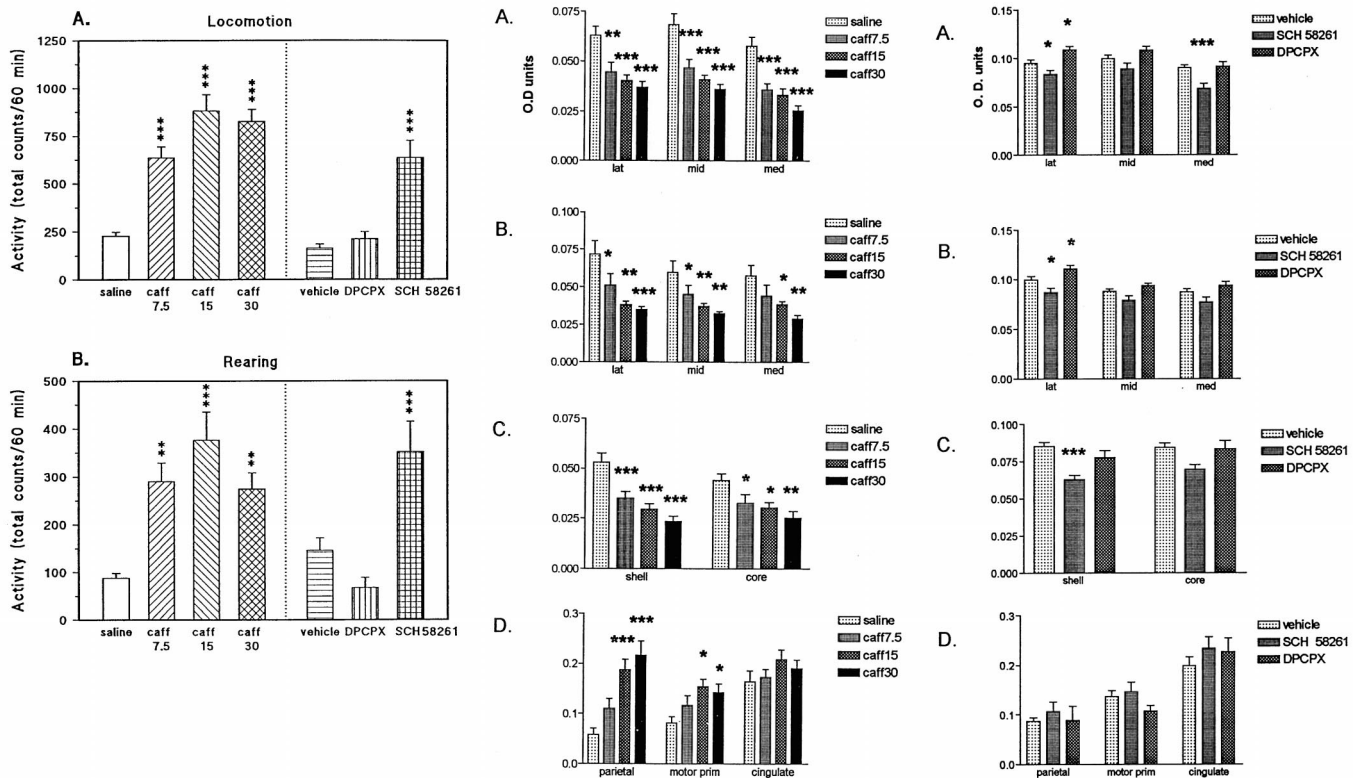 A. Locomotion
Activity (total counts/60 min)
1250
1000
750
500
250
0
*** *** *** ***
saline caff caff caff vehicle DPCPX SCH 58261
7.5 15 30
B. Rearing
Activity (total counts/60 min)
500
400
300
200
100
0
** *** ** ***
saline caff caff caff vehicle DPCPX SCH 58261
7.5 15 30
A.
O.D units
0.075
0.050
0.025
0.000
** *** *** *** *** *** *** *** ***
lat mid med
saline
caff7.5
caff15
caff30
B.
0.100
0.075
0.050
0.025
0.000
* ** *** * ** ** * **
lat mid med
saline
caff7.5
caff15
caff30
C.
0.075
0.050
0.025
0.000
*** *** *** * * **
shell core
saline
caff7.5
caff15
caff30
D.
0.3
0.2
0.1
0.0
*** *** * *
parietal motor prim cingulate
saline
caff7.5
caff15
caff30
A.
O. D. units
0.15
0.10
0.05
0.00
* * ***
lat mid med
vehicle
SCH 58261
DPCPX
B.
0.15
0.10
0.05
0.00
* *
lat mid med
vehicle
SCH 58261
DPCPX
C.
0.100
0.075
0.050
0.025
0.000
***
shell core
vehicle
SCH 58261
DPCPX
D.
0.3
0.2
0.1
0.0
parietal motor prim cingulate
vehicle
SCH 58261
DPCPX